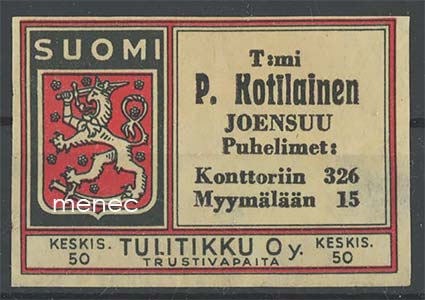 SUOMI
T:mi
P. Kotilainen
JOENSUU
Puhelimet:
Konttoriin 326
Myymälään 15
menec
KESKIS. 50
TULITIKKU Oy.
TRUSTIVAPAITA
KESKIS. 50